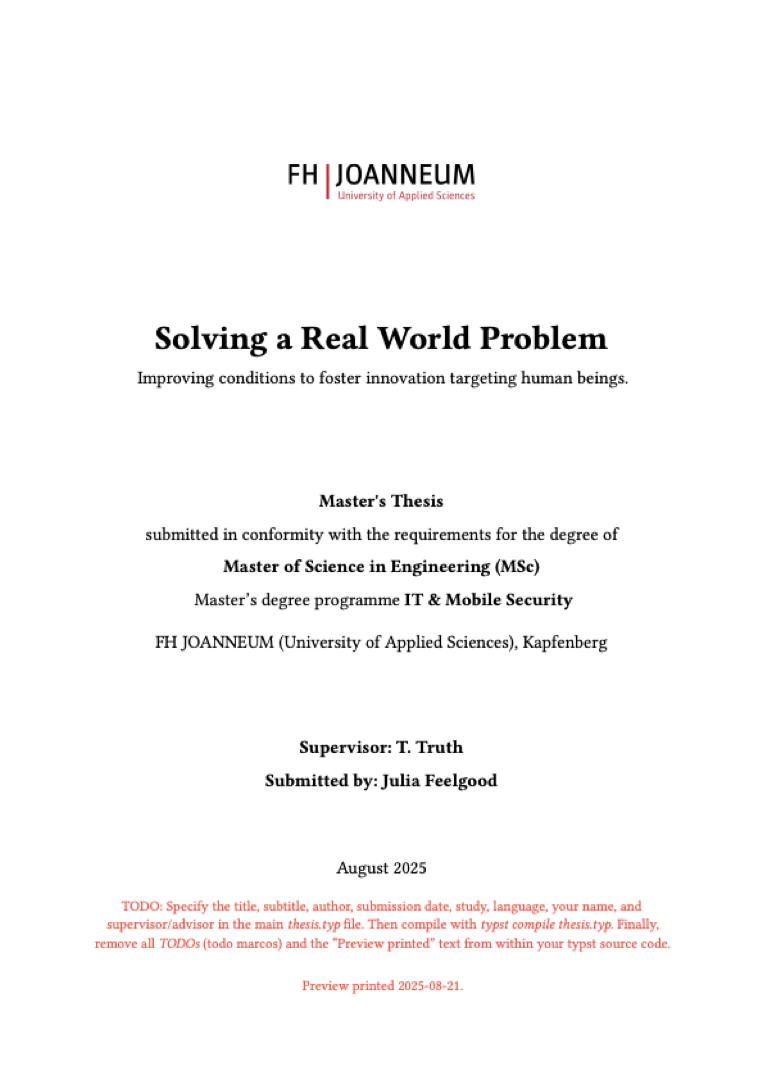 FH | JOANNEUM
University of Applied Sciences
Solving a Real World Problem
Improving conditions to foster innovation targeting human beings.
Master's Thesis
submitted in conformity with the requirements for the degree of
Master of Science in Engineering (MSc)
Master’s degree programme IT & Mobile Security
FH JOANNEUM (University of Applied Sciences), Kapfenberg
Supervisor: T. Truth
Submitted by: Julia Feelgood
August 2025
TODO: Specify the title, subtitle, author, submission date, study, language, your name, and
supervisor/advisor in the main thesis.typ file. Then compile with typst compile thesis.typ. Finally,
remove all TODOs (todo marcos) and the “Preview printed” text from within your typst source code.
Preview printed 2025-08-21.